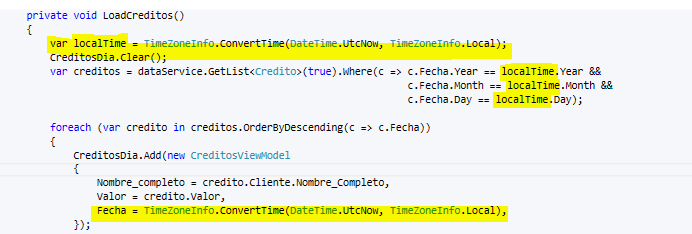 private void LoadCreditos()
{
var localTime = TimeZoneInfo.ConvertTime(DateTime.UtcNow, TimeZoneInfo.Local);
CreditosDia.Clear();
var creditos = dataService.GetList<Credito>(true).Where(c => c.Fecha.Year == localTime.Year &&
c.Fecha.Month == localTime.Month &&
c.Fecha.Day == localTime.Day);
foreach (var credito in creditos.OrderByDescending(c => c.Fecha))
{
CreditosDia.Add(new CreditosViewModel
{
Nombre_completo = credito.Cliente.Nombre_Completo,
Valor = credito.Valor,
Fecha = TimeZoneInfo.ConvertTime(DateTime.UtcNow, TimeZoneInfo.Local),
});